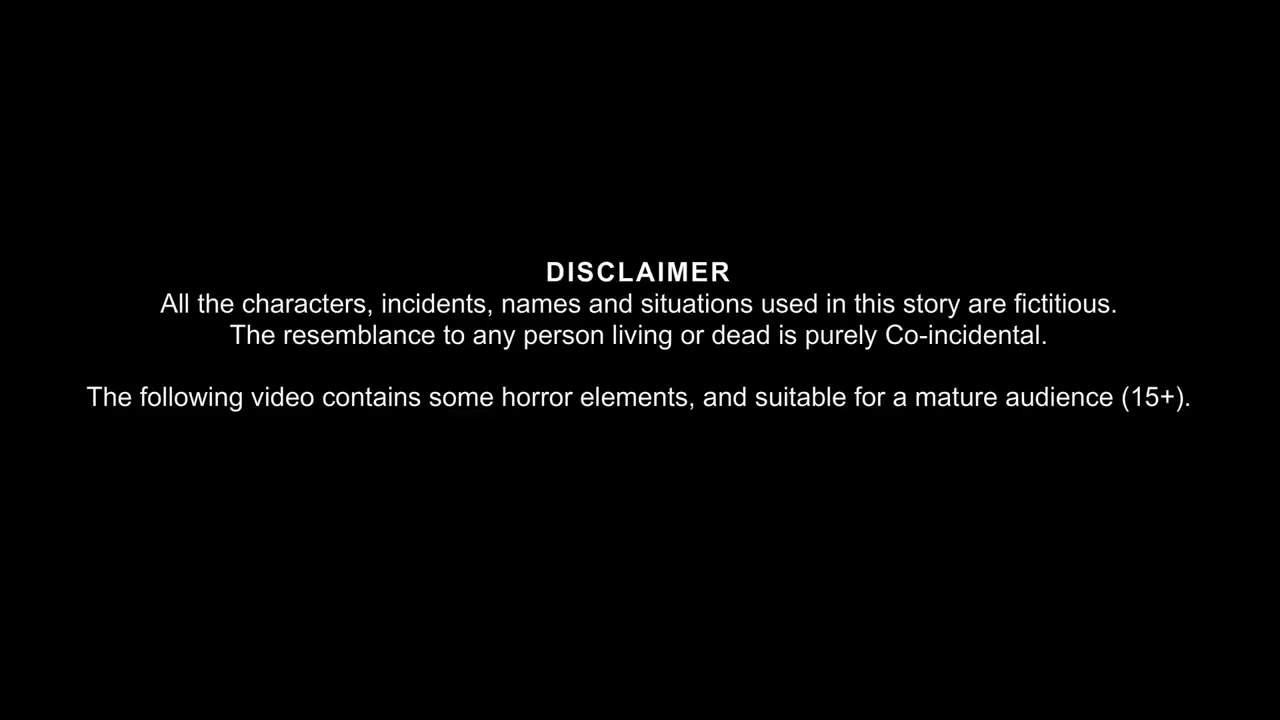 DISCLAIMER
All the characters, incidents, names and situations used in this story are fictitious.
The resemblance to any person living or dead is purely Co-incidental.
The following video contains some horror elements, and suitable for a mature audience (15+).